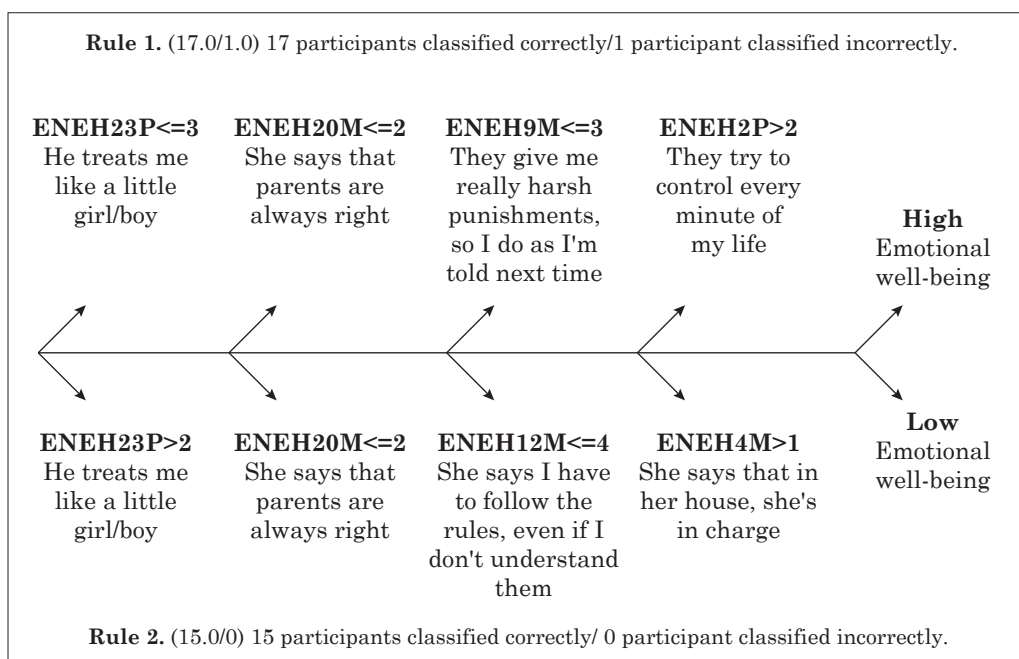 Rule 1. (17.0/1.0) 17 participants classified correctly/1 participant classified incorrectly.
ENEH23P<=3
He treats me
like a little
girl/boy
ENEH20M<=2
She says that
parents are
always right
ENEH9M<=3
They give me
really harsh
punishments,
so I do as I'm
told next time
ENEH2P>2
They try to
control every
minute of
my life
High
Emotional
well-being
ENEH23P>2
He treats me
like a little
girl/boy
ENEH20M<=2
She says that
parents are
always right
ENEH12M<=4
She says I have
to follow the
rules, even if I
don't understand
them
ENEH4M>1
She says that in
her house, she's
in charge
Low
Emotional
well-being
Rule 2. (15.0/0) 15 participants classified correctly/ 0 participant classified incorrectly.